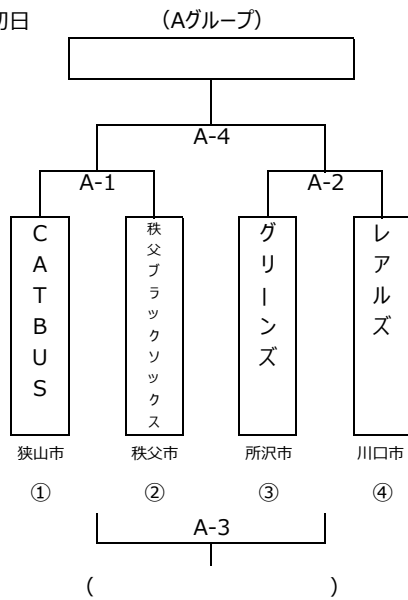 初日
(Aグループ)
A-4
A-1
A-2
CATBUS
秩父ブラックソックス
グリーンズ
レアルズ
狭山市
秩父市
所沢市
川口市
①
②
③
④
A-3
( )